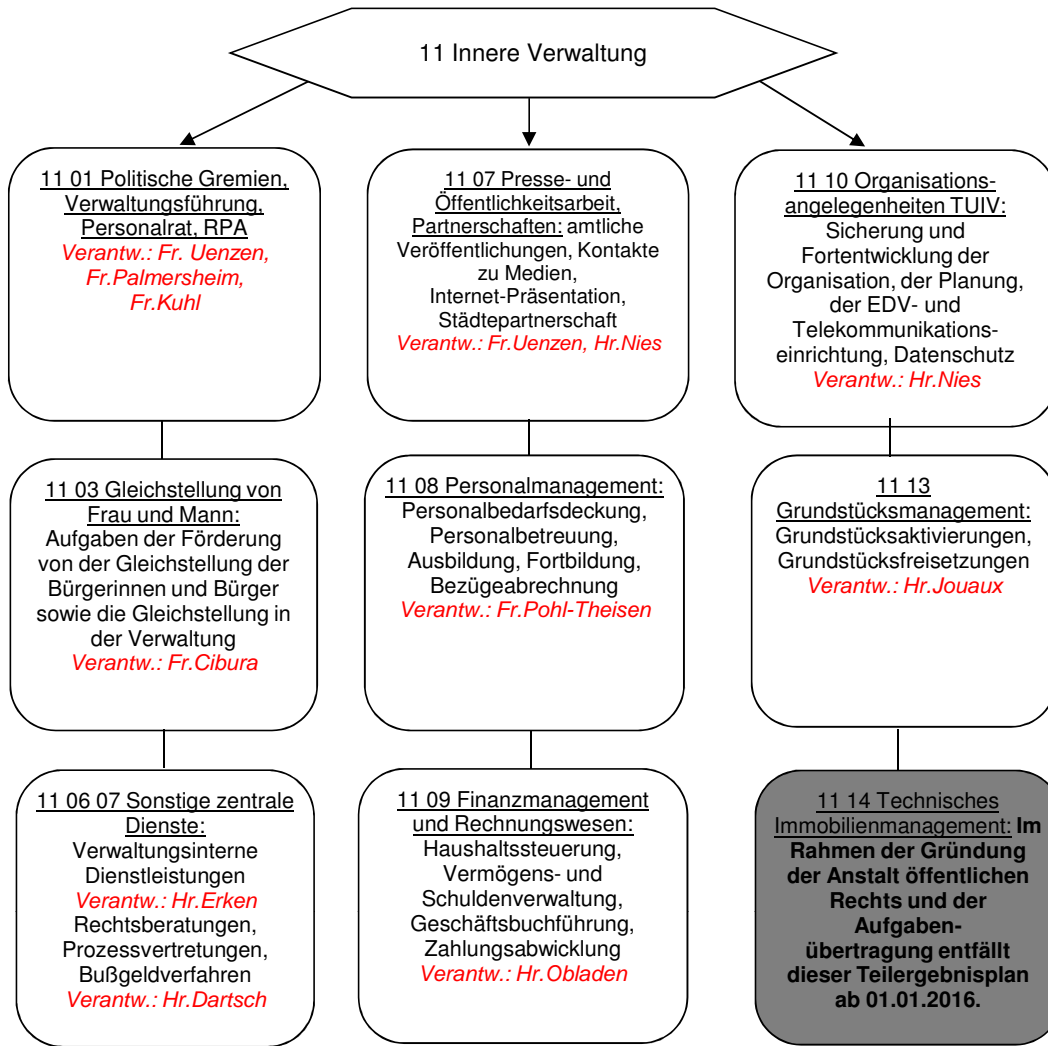 11 Innere Verwaltung
11 01 Politische Gremien,
Verwaltungsführung,
Personalrat, RPA
Verantw.: Fr. Uenzen,
Fr.Palmersheim,
Fr.Kuhl
11 03 Gleichstellung von
Frau und Mann:
Aufgaben der Förderung
von der Gleichstellung der
Bürgerinnen und Bürger
sowie die Gleichstellung in
der Verwaltung
Verantw.: Fr.Cibura
11 06 07 Sonstige zentrale
Dienste:
Verwaltungsinterne
Dienstleistungen
Verantw.: Hr.Erken
Rechtsberatungen,
Prozessvertretungen,
Bußgeldverfahren
Verantw.: Hr.Dartsch
11 07 Presse- und
Öffentlichkeitsarbeit,
Partnerschaften: amtliche
Veröffentlichungen, Kontakte
zu Medien,
Internet-Präsentation,
Städtepartnerschaft
Verantw.: Fr.Uenzen, Hr.Nies
11 08 Personalmanagement:
Personalbedarfsdeckung,
Personalbetreuung,
Ausbildung, Fortbildung,
Bezügeabrechnung
Verantw.: Fr.Pohl-Theisen
11 09 Finanzmanagement
und Rechnungswesen:
Haushaltssteuerung,
Vermögens- und
Schuldenverwaltung,
Geschäftsbuchführung,
Zahlungsabwicklung
Verantw.: Hr.Obladen
11 10 Organisations-
angelegenheiten TUIV:
Sicherung und
Fortentwicklung der
Organisation, der Planung,
der EDV- und
Telekommunikations-
einrichtung, Datenschutz
Verantw.: Hr.Nies
11 13
Grundstücksmanagement:
Grundstücksaktivierungen,
Grundstücksfreisetzungen
Verantw.: Hr.Jouaux
11 14 Technisches
Immobilienmanagement: Im
Rahmen der Gründung
der Anstalt öffentlichen
Rechts und der
Aufgaben-
übertragung entfällt
dieser Teilergebnisplan
ab 01.01.2016.